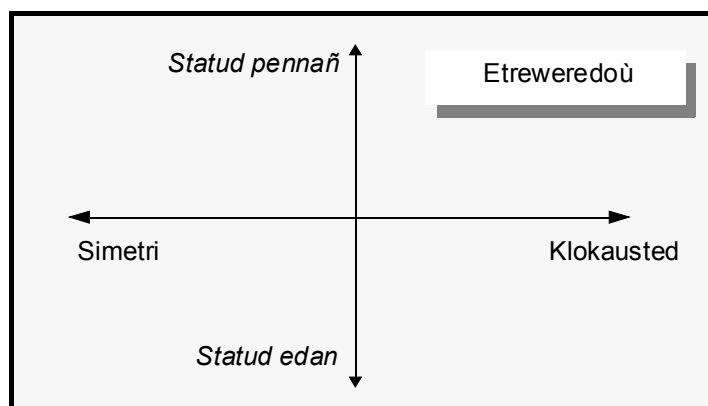 Statud pennañ
Etreweredoù
Simetri
Klokausted
Statud edan